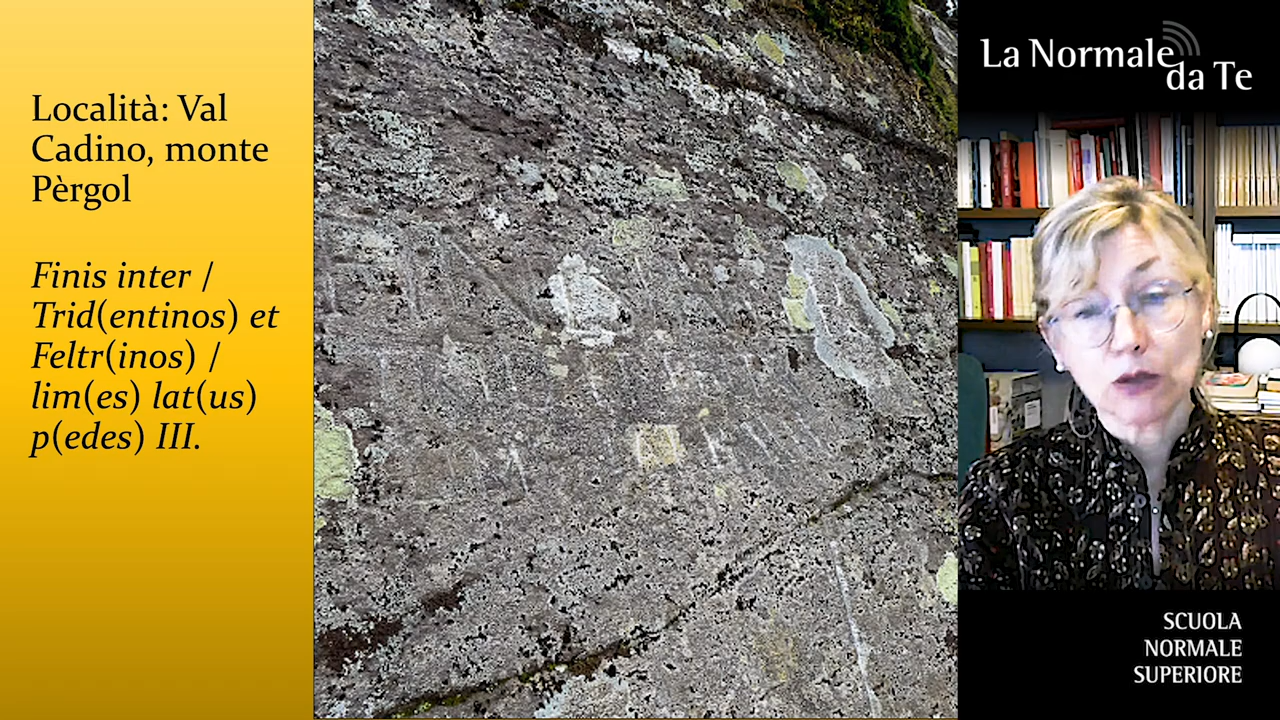 Località: Val
Cadino, monte
Pèrgol
Finis inter /
Trid(entinos) et
Feltr(inos) /
lim(es) lat(us)
p(edes) III.
La Normale
da Te
SCUOLA
NORMALE
SUPERIORE